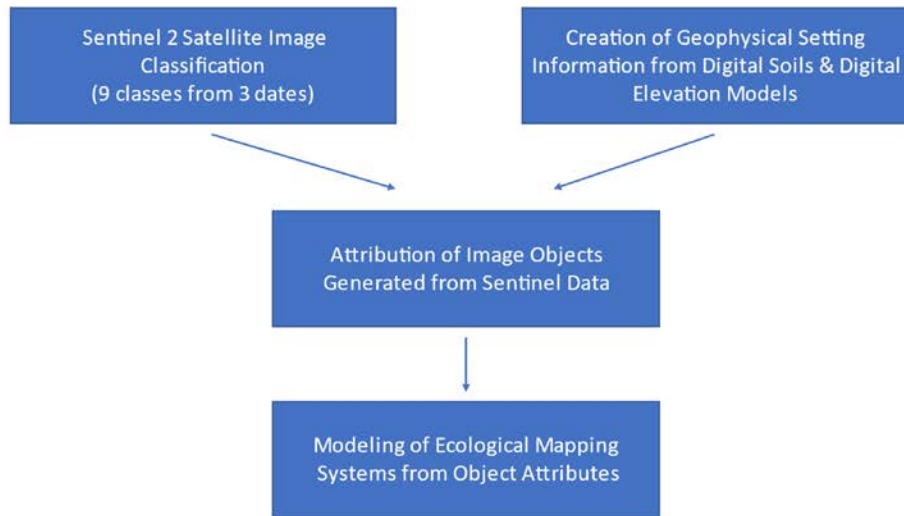 Sentinel 2 Satellite Image
Classification
(9 classes from 3 dates)
Creation of Geophysical Setting
Information from Digital Soils & Digital
Elevation Models
Attribution of Image Objects
Generated from Sentinel Data
Modeling of Ecological Mapping
Systems from Object Attributes